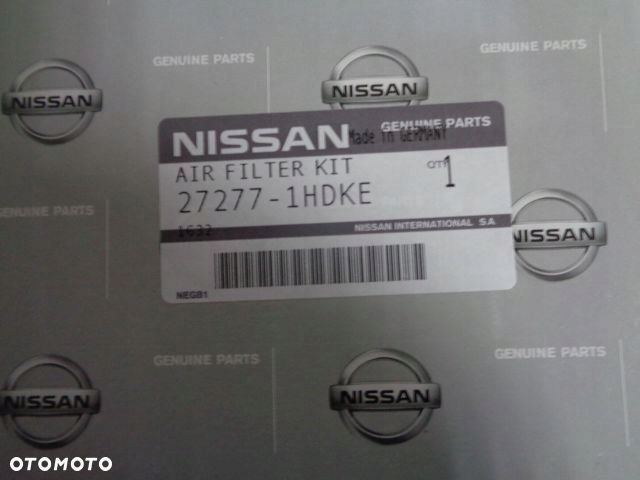 GENUINE PARTS
GENUINE PARTS
NISSAN
NISSAN
NISSAN
GENUINE PARTS
Made in GERMANY
AIR FILTER KIT
QTY
1
27277-1HDKE
1632
NISSAN INTERNATIONAL SA
NEGB1
GENUINE PARTS
NISSAN
GENUINE PARTS
GENUINE PARTS
NISSAN
NISSAN
OTOMOTO